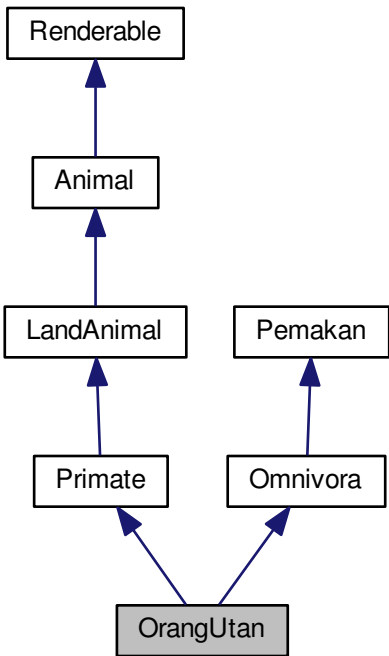 Renderable
Animal
LandAnimal
Pemakan
Primate
Omnivora
OrangUtan